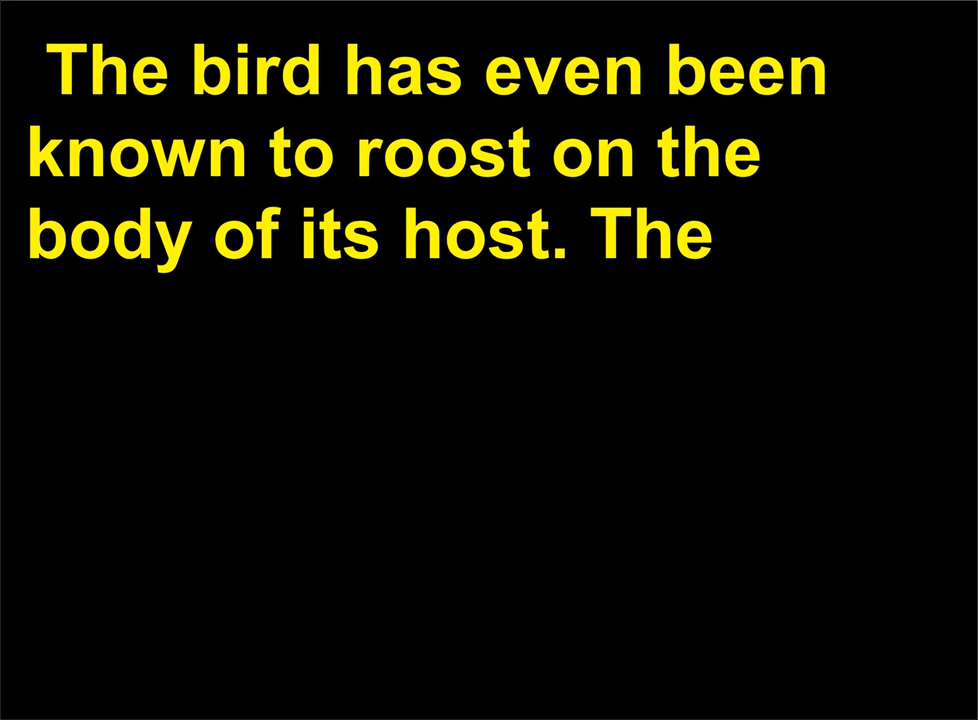 The bird has even been
known to roost on the
body of its host. The